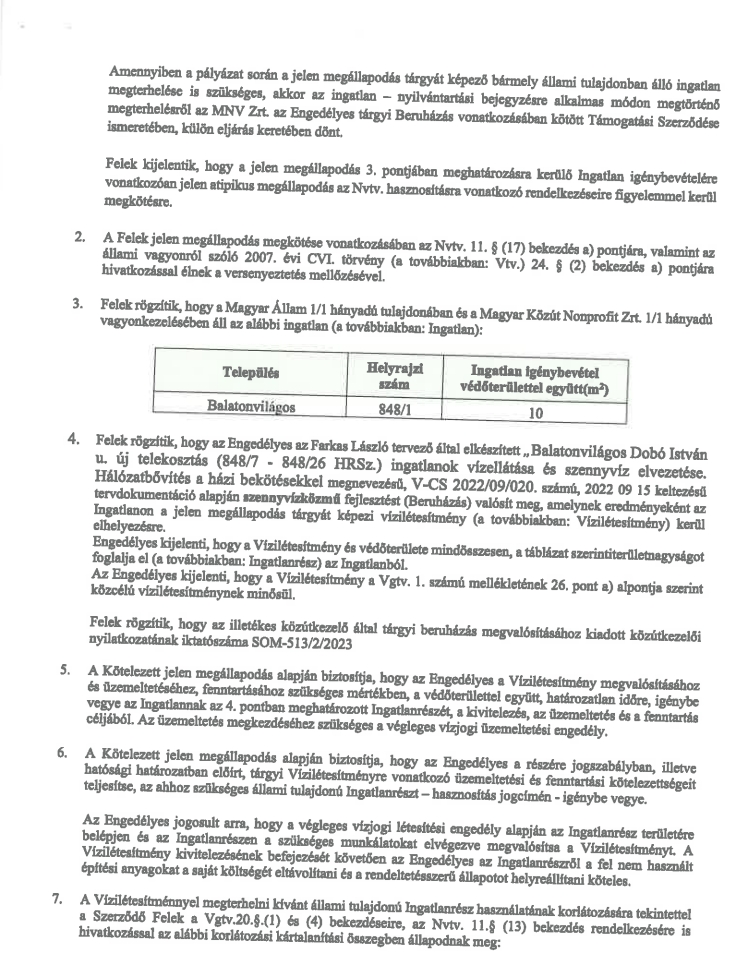 Amennyiben a pályázat során a jelen megállapodás tárgyát képező bármely állami tulajdonban álló ingatlan
megterhelése is szükséges, akkor az ingatlan – nyilvántartási bejegyzésre alkalmas módon megtörténő
megterhelésről az MNV Zrt. az Engedélyes tárgyi Beruházás vonatkozásában kötött Támogatási Szerződése
ismeretében, külön eljárás keretében dönt.
Felek kijelentik, hogy a jelen megállapodás 3. pontjában meghatározásra kerülő Ingatlan igénybevételére
vonatkozóan jelen atipikus megállapodás az Nvtv. hasznosításra vonatkozó rendelkezéseire figyelemmel kerül
megkötésre.
2. A Felek jelen megállapodás megkötése vonatkozásában az Nvtv. 11. § (17) bekezdés a) pontjára, valamint az
állami vagyonról szóló 2007. évi CVI. törvény (a továbbiakban: Vtv.) 24. § (2) bekezdés a) pontjára
hivatkozással élnek a versenyeztetés mellőzésével.
3. Felek rögzítik, hogy a Magyar Állam 1/1 hányadú tulajdonában és a Magyar Közút Nonprofit Zrt. 1/1 hányadú
vagyonkezelésében áll az alábbi ingatlan (a továbbiakban: Ingatlan):
Település Helyrajzi szám Ingatlan igénybevétel védőterülettel együtt(m²)
Balatonvilágos 848/1 10
4. Felek rögzítik, hogy az Engedélyes az Farkas László tervező által elkészített „Balatonvilágos Dobó István
u. új telekosztás (848/7 - 848/26 HRSz.) ingatlanok vízellátása és szennyvíz elvezetése.
Hálózatbővítés a házi bekötésekkel megnevezésű, V-CS 2022/09/020. számú, 2022 09 15 keltezésű
tervdokumentáció alapján szennyvízközmű fejlesztést (Beruházás) valósít meg, amelynek eredményeként az
Ingatlanon a jelen megállapodás tárgyát képezi vízilétesítmény (a továbbiakban: Vízilétesítmény) kerül
elhelyezésre.
Engedélyes kijelenti, hogy a Vízilétesítmény és védőterülete mindösszesen, a táblázat szerintiterületnagyságot
foglalja el (a továbbiakban: Ingatlanrész) az Ingatlanból.
Az Engedélyes kijelenti, hogy a Vízilétesítmény a Vgtv. 1. számú mellékletének 26. pont a) alpontja szerint
közcélú vízilétesítménynek minősül.
Felek rögzítik, hogy az illetékes közútkezelő által tárgyi beruházás megvalósításához kiadott közútkezelői
nyilatkozatának iktatószáma SOM-513/2/2023
5. A Kötelezett jelen megállapodás alapján biztosítja, hogy az Engedélyes a Vízilétesítmény megvalósításához
és üzemeltetéséhez, fenntartásához szükséges mértékben, a védőterülettel együtt, határozatlan időre, igénybe
vegye az Ingatlannak az 4. pontban meghatározott Ingatlanrészét, a kivitelezés, az üzemeltetés és a fenntartás
céljából. Az üzemeltetés megkezdéséhez szükséges a végleges vízjogi üzemeltetési engedély.
6. A Kötelezett jelen megállapodás alapján biztosítja, hogy az Engedélyes a részére jogszabályban, illetve
hatósági határozatban előírt, tárgyi Vízilétesítményre vonatkozó üzemeltetési és fenntartási kötelezettségeit
teljesítse, az ahhoz szükséges állami tulajdonú Ingatlanrészt – hasznosítás jogcímén - igénybe vegye.
Az Engedélyes jogosult arra, hogy a végleges vízjogi létesítési engedély alapján az Ingatlanrész területére
belépjen és az Ingatlanrészen a szükséges munkálatokat elvégezve megvalósítsa a Vízilétesítményt. A
Vízilétesítmény kivitelezésének befejezését követően az Engedélyes az Ingatlanrészről a fel nem használt
építési anyagokat a saját költségét eltávolítani és a rendeltetésszerű állapotot helyreállítani köteles.
7. A Vízilétesítménnyel megterhelni kívánt állami tulajdonú Ingatlanrész használatának korlátozására tekintettel
a Szerződő Felek a Vgtv.20.§.(1) és (4) bekezdéseire, az Nvtv. 11.§ (13) bekezdés rendelkezésére is
hivatkozással az alábbi korlátozási kártalanítási összegben állapodnak meg: